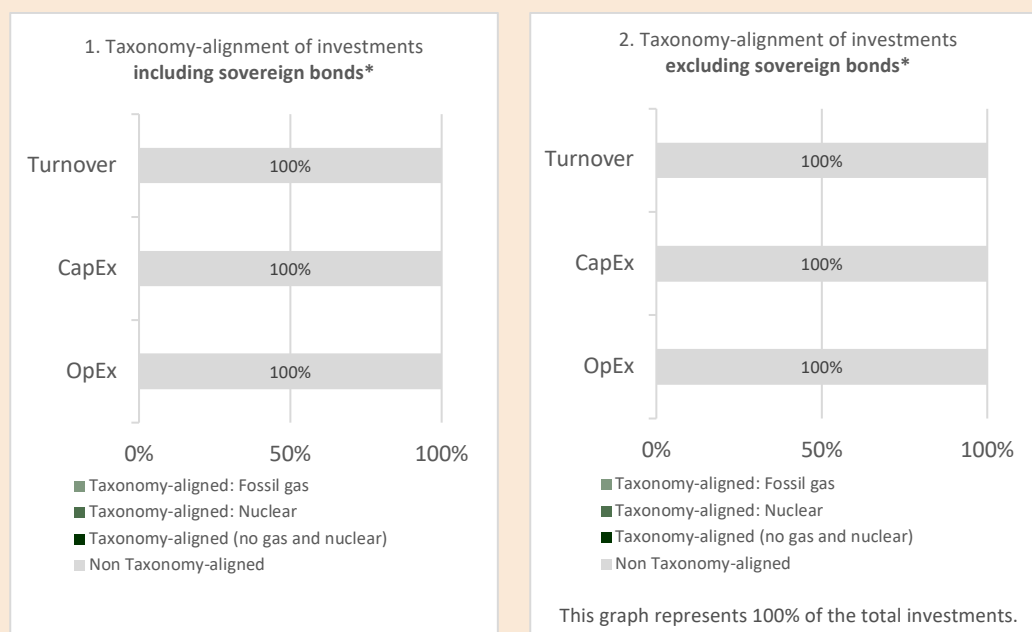 1. Taxonomy-alignment of investments
including sovereign bonds*
Turnover
100%
CapEx
100%
OpEx
100%
0%
50%
100%
Taxonomy-aligned: Fossil gas
Taxonomy-aligned: Nuclear
Taxonomy-aligned (no gas and nuclear)
Non Taxonomy-aligned
2. Taxonomy-alignment of investments
excluding sovereign bonds*
Turnover
100%
CapEx
100%
OpEx
100%
0%
50%
100%
Taxonomy-aligned: Fossil gas
Taxonomy-aligned: Nuclear
Taxonomy-aligned (no gas and nuclear)
Non Taxonomy-aligned
This graph represents 100% of the total investments.